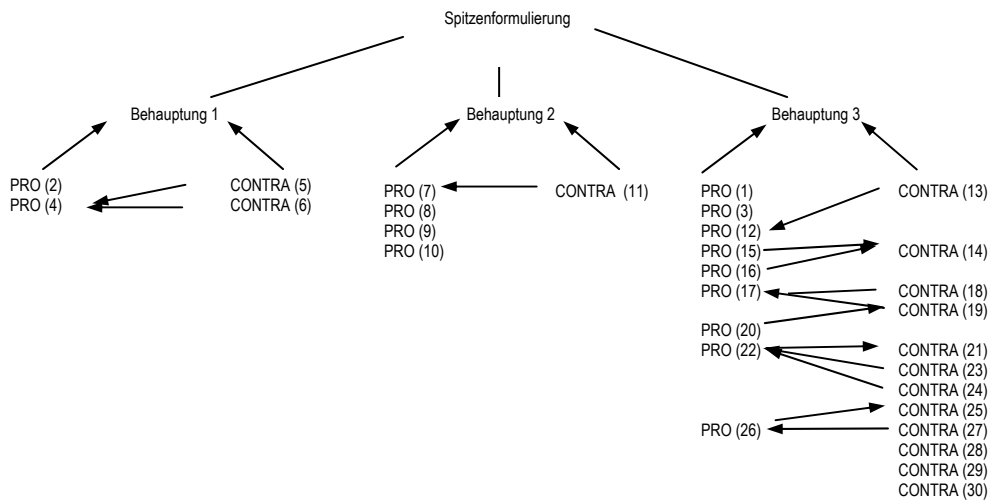 Spitzenformulierung
Behauptung 1
Behauptung 2
Behauptung 3
PRO (2)
PRO (4)
CONTRA (5)
CONTRA (6)
PRO (7)
PRO (8)
PRO (9)
PRO (10)
CONTRA (11)
PRO (1)
PRO (3)
PRO (12)
PRO (15)
PRO (16)
PRO (17)
PRO (20)
PRO (22)
PRO (26)
CONTRA (13)
CONTRA (14)
CONTRA (18)
CONTRA (19)
CONTRA (21)
CONTRA (23)
CONTRA (24)
CONTRA (25)
CONTRA (27)
CONTRA (28)
CONTRA (29)
CONTRA (30)